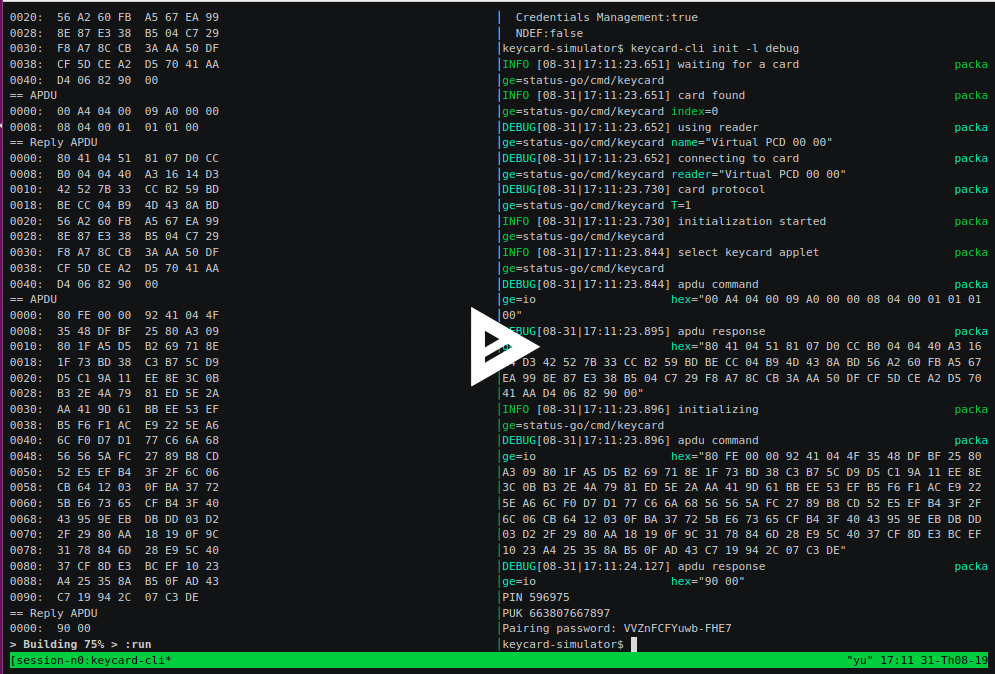 0020:  56 A2 60 FB  A5 67 EA 99
0028:  8E 87 E3 38  B5 04 C7 29
0030:  F8 A7 8C CB  3A AA 50 DF
0038:  CF 5D CE A2  D5 70 41 AA
0040:  D4 06 82 90  00
== APDU
0000:  00 A4 04 00  09 A0 00 00
0008:  08 04 00 01  01 01 00
== Reply APDU
0000:  80 41 04 51  81 07 D0 CC
0008:  B0 04 04 40  A3 16 14 D3
0010:  42 52 7B 33  CC B2 59 BD
0018:  BE CC 04 B9  4D 43 8A BD
0020:  56 A2 60 FB  A5 67 EA 99
0028:  8E 87 E3 38  B5 04 C7 29
0030:  F8 A7 8C CB  3A AA 50 DF
0038:  CF 5D CE A2  D5 70 41 AA
0040:  D4 06 82 90  00
== APDU
0000:  80 FE 00 00  92 41 04 4F
0008:  35 48 DF BF  25 80 A3 09
0010:  80 1F A5 D5  B2 69 71 8E
0018:  1F 73 BD 38  C3 B7 5C D9
0020:  D5 C1 9A 11  EE 8E 3C 0B
0028:  B3 2E 4A 79  81 ED 5E 2A
0030:  AA 41 9D 61  BB EE 53 EF
0038:  B5 F6 F1 AC  E9 22 5E A6
0040:  6C F0 D7 D1  77 C6 6A 68
0048:  56 56 5A FC  27 89 B8 CD
0050:  52 E5 EF B4  3F 2F 6C 06
0058:  CB 64 12 03  0F BA 37 72
0060:  5B E6 73 65  CF B4 3F 40
0068:  43 95 9E EB  DB DD 03 D2
0070:  2F 29 80 AA  18 19 0F 9C
0078:  31 78 84 6D  28 E9 5C 40
0080:  37 CF 8D E3  BC EF 10 23
0088:  A4 25 35 8A  B5 0F AD 43
0090:  C7 19 94 2C  07 C3 DE
== Reply APDU
0000:  90 00
> Building 75% > :run
Credentials Management:true
NDEF:false
keycard-simulator$ keycard-cli init -l debug
INFO [08-31|17:11:23.651] waiting for a card packa
ge=status-go/cmd/keycard
INFO [08-31|17:11:23.651] card found packa
ge=status-go/cmd/keycard index=0
DEBUG[08-31|17:11:23.652] using reader packa
ge=status-go/cmd/keycard name="Virtual PCD 00 00"
DEBUG[08-31|17:11:23.652] connecting to card packa
ge=status-go/cmd/keycard reader="Virtual PCD 00 00"
DEBUG[08-31|17:11:23.730] card protocol packa
ge=status-go/cmd/keycard T=1
INFO [08-31|17:11:23.730] initialization started packa
ge=status-go/cmd/keycard
INFO [08-31|17:11:23.844] select keycard applet packa
ge=status-go/cmd/keycard
DEBUG[08-31|17:11:23.844] apdu command packa
ge=io hex="00 A4 04 00 09 A0 00 00 08 04 00 01 01 01
00"
EBUG[08-31|17:11:23.895] apdu response packa
hex="80 41 04 51 81 07 D0 CC B0 04 04 40 A3 16
D3 42 52 7B 33 CC B2 59 BD BE CC 04 B9 4D 43 8A BD 56 A2 60 FB A5 67
EA 99 8E 87 E3 38 B5 04 C7 29 F8 A7 8C CB 3A AA 50 DF CF 5D CE A2 D5 70
41 AA D4 06 82 90 00"
INFO [08-31|17:11:23.896] initializing packa
ge=status-go/cmd/keycard
DEBUG[08-31|17:11:23.896] apdu command packa
ge=io hex="80 FE 00 00 92 41 04 4F 35 48 DF BF 25 80
A3 09 80 1F A5 D5 B2 69 71 8E 1F 73 BD 38 C3 B7 5C D9 D5 C1 9A 11 EE 8E
3C 0B B3 2E 4A 79 81 ED 5E 2A AA 41 9D 61 BB EE 53 EF B5 F6 F1 AC E9 22
5E A6 6C F0 D7 D1 77 C6 6A 68 56 56 5A FC 27 89 B8 CD 52 E5 EF B4 3F 2F
6C 06 CB 64 12 03 0F BA 37 72 5B E6 73 65 CF B4 3F 40 43 95 9E EB DB DD
03 D2 2F 29 80 AA 18 19 0F 9C 31 78 84 6D 28 E9 5C 40 37 CF 8D E3 BC EF
10 23 A4 25 35 8A B5 0F AD 43 C7 19 94 2C 07 C3 DE"
DEBUG[08-31|17:11:24.127] apdu response packa
ge=io hex="90 00"
PIN 596975
PUK 663807667897
Pairing password: VVZnFCFYuwb-FHE7
keycard-simulator$
[session-n0:keycard-cli* "yu" 17:11 31-Th08-19